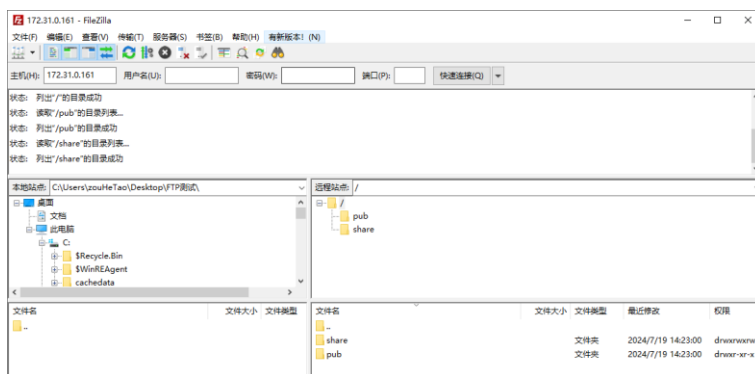 172.31.0.161 - FileZilla
文件(F) 编辑(E) 查看(V) 传输(T) 服务器(S) 书签(B) 帮助(H) 有新版本! (N)
主机(H): 172.31.0.161 用户名(U): 密码(W): 端口(P): 快速连接(Q)
状态: 列出"/"的目录成功
状态: 读取"/pub"的目录列表...
状态: 列出"/pub"的目录成功
状态: 读取"/share"的目录列表...
状态: 列出"/share"的目录成功
本地站点: C:\Users\zouHeTao\Desktop\FTP测试\
桌面
文档
此电脑
C:
$Recycle.Bin
$WinREAgent
cachedata
远程站点: /
/
pub
share
文件名 文件大小 文件类型
..
文件名 文件大小 文件类型 最近修改 权限
..
share 文件夹 2024/7/19 14:23:00 drwxrwxrw
pub 文件夹 2024/7/19 14:23:00 drwxr-xr-x